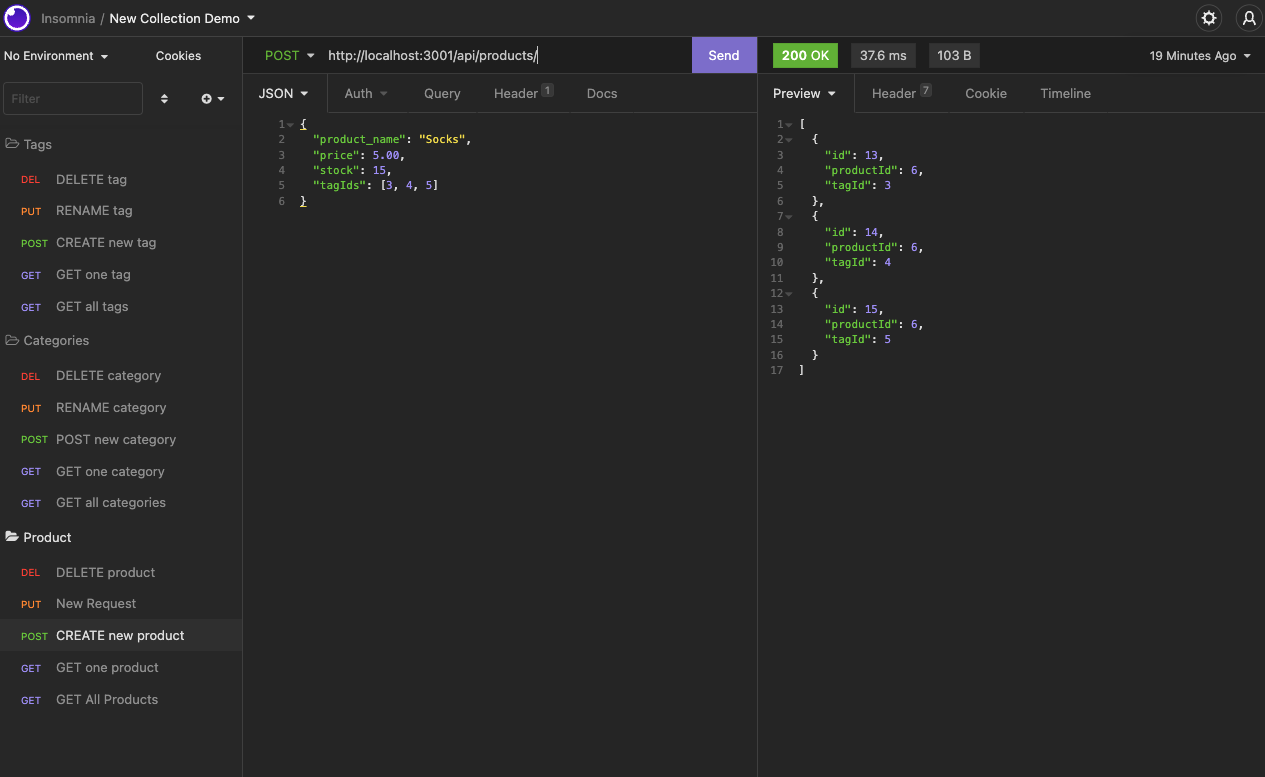 Insomnia / New Collection Demo
No Environment
Cookies
POST
http://localhost:3001/api/products/
Send
200 OK
37.6 ms
103 B
19 Minutes Ago
Filter
JSON
Auth
Query
Header 1
Docs
Preview
Header 7
Cookie
Timeline
Tags
DEL DELETE tag
PUT RENAME tag
POST CREATE new tag
GET GET one tag
GET GET all tags
Categories
DEL DELETE category
PUT RENAME category
POST POST new category
GET GET one category
GET GET all categories
Product
DEL DELETE product
PUT New Request
POST CREATE new product
GET GET one product
GET GET All Products
1 {
2 "product_name": "Socks",
3 "price": 5.00,
4 "stock": 15,
5 "tagIds": [3, 4, 5]
6 }
1 [
2 {
3 "id": 13,
4 "productId": 6,
5 "tagId": 3
6 },
7 {
8 "id": 14,
9 "productId": 6,
10 "tagId": 4
11 },
12 {
13 "id": 15,
14 "productId": 6,
15 "tagId": 5
16 }
17 ]